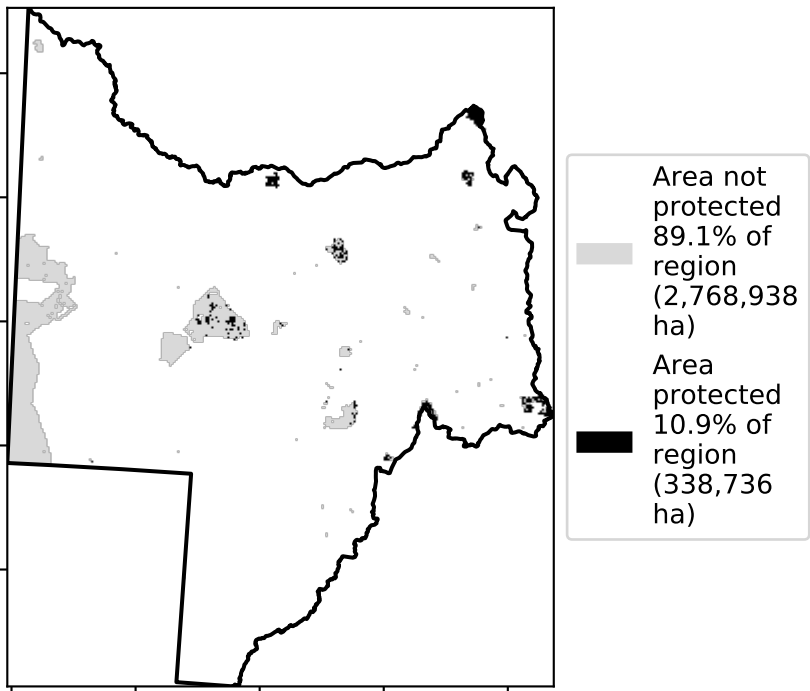 Area not
protected
89.1% of
region
(2,768,938
ha)
Area
protected
10.9% of
region
(338,736
ha)